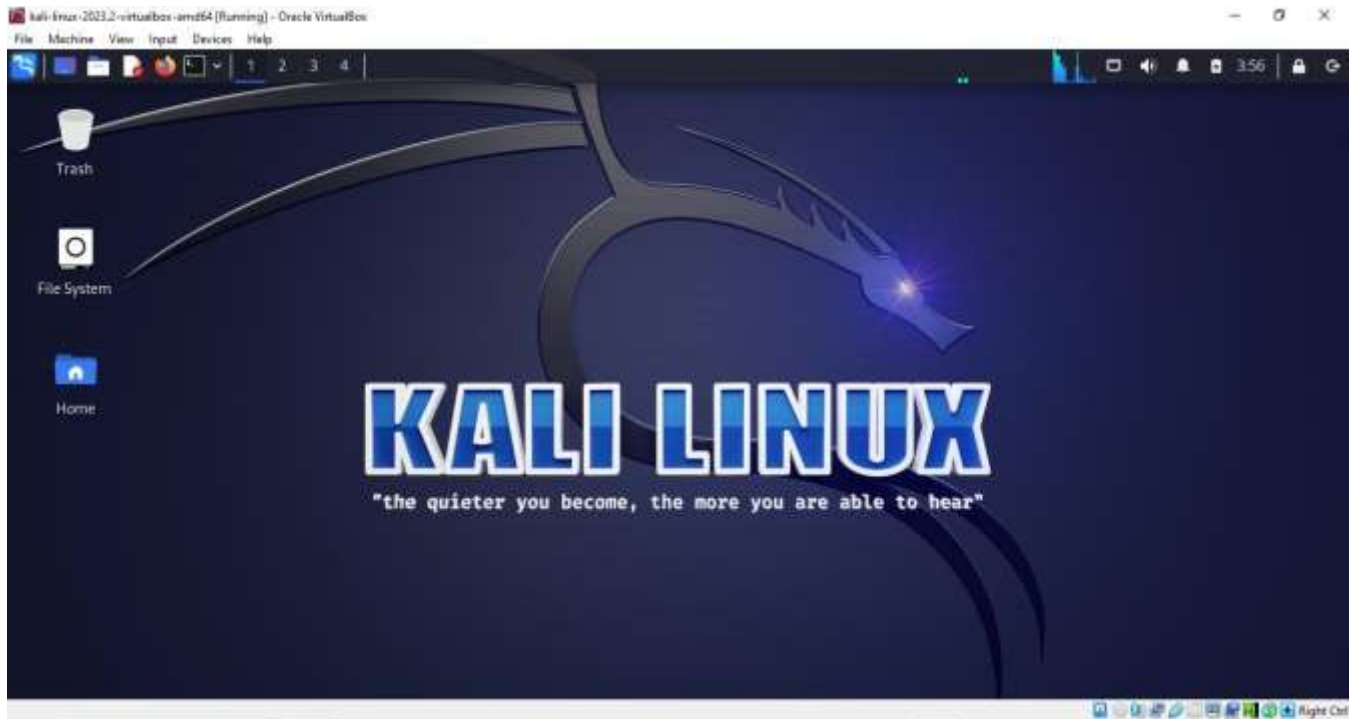 kali-linux-2023.2-virtualbox-amd64 [Running] - Oracle VirtualBox
File Machine View Input Devices Help
1 2 3 4 3:56
Trash
File System
Home
KALI LINUX
"the quieter you become, the more you are able to hear"
Right Ctrl